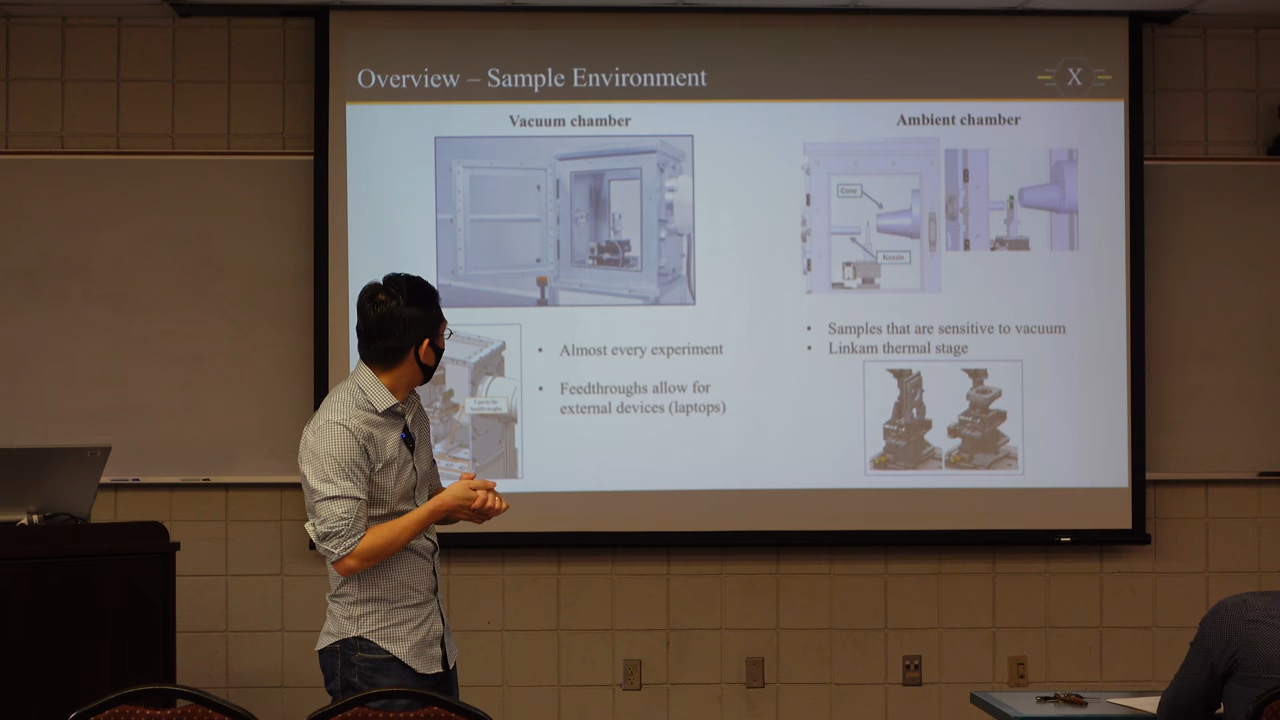 Overview – Sample Environment
X
Vacuum chamber
Ambient chamber
Cone
Nozzle
• Samples that are sensitive to vacuum
• Linkam thermal stage
• Almost every experiment
• Feedthroughs allow for
external devices (laptops)
feedthroughs